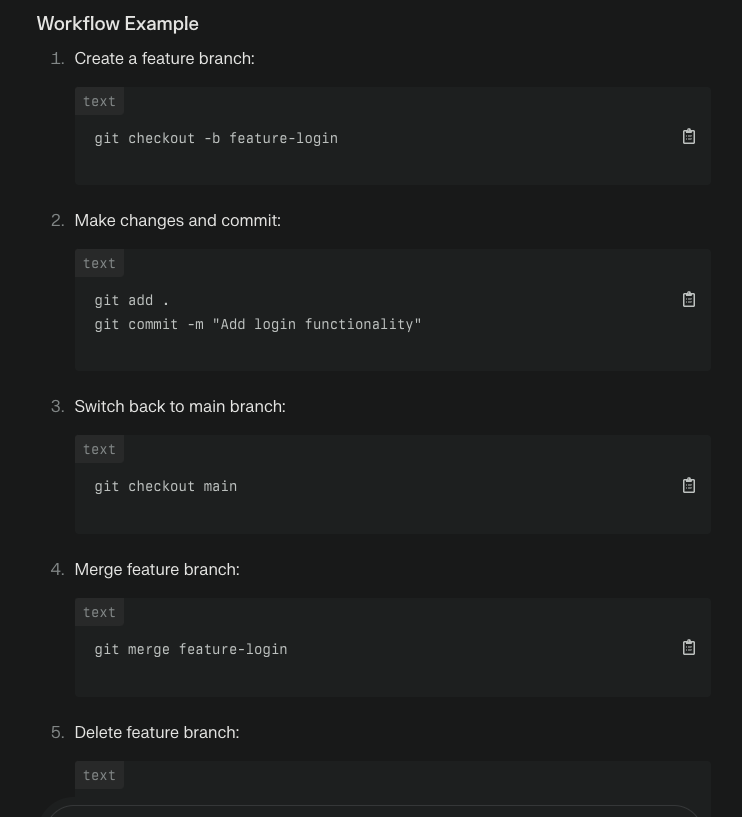 Workflow Example
1. Create a feature branch:
text
git checkout -b feature-login
2. Make changes and commit:
text
git add .
git commit -m "Add login functionality"
3. Switch back to main branch:
text
git checkout main
4. Merge feature branch:
text
git merge feature-login
5. Delete feature branch:
text